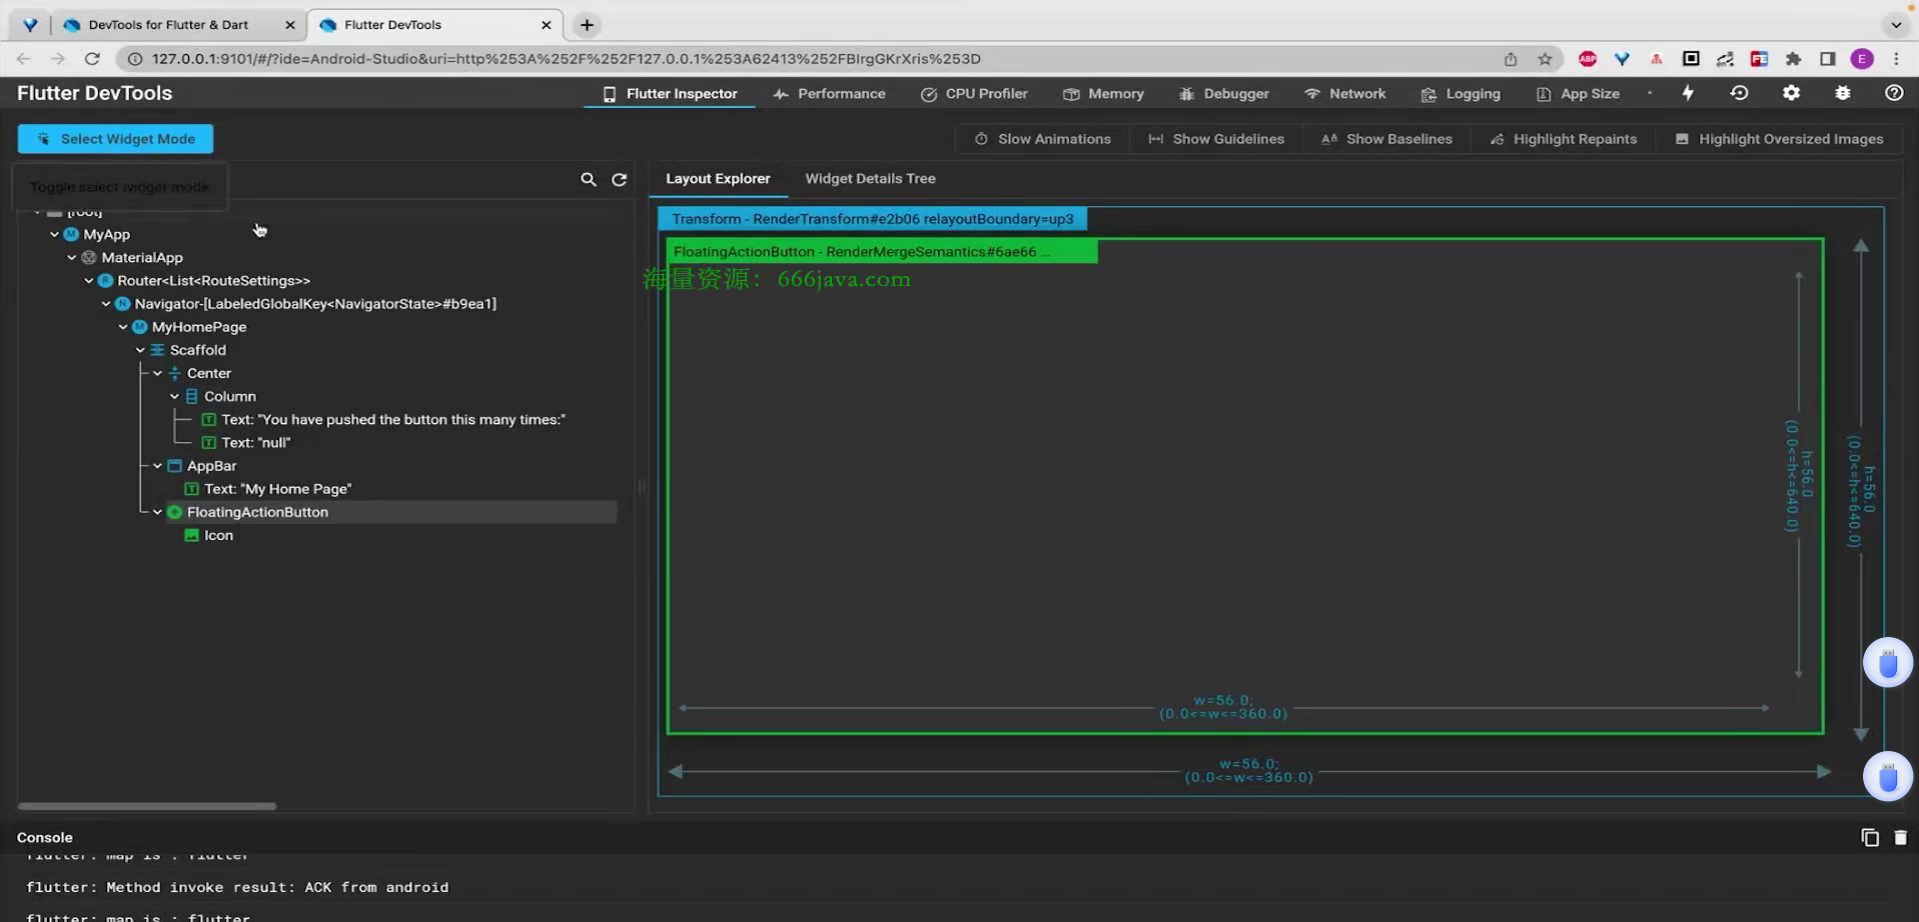 DevTools for Flutter & Dart
Flutter DevTools
127.0.0.1:9101/#/?ide=Android-Studio&uri=http%253A%252F%252F127.0.0.1%253A62413%252FBIrgGKrXris%253D
ABP
E
Flutter DevTools
Flutter Inspector
Performance
CPU Profiler
Memory
Debugger
Network
Logging
App Size
Select Widget Mode
Slow Animations
Show Guidelines
Show Baselines
Highlight Repaints
Highlight Oversized Images
Toggle select widget mode
Layout Explorer
Widget Details Tree
[root]
MyApp
MaterialApp
Router<List<RouteSettings>>
Navigator-[LabeledGlobalKey<NavigatorState>#b9ea1]
MyHomePage
Scaffold
Center
Column
Text: "You have pushed the button this many times:"
Text: "null"
AppBar
Text: "My Home Page"
FloatingActionButton
Icon
Transform - RenderTransform#e2b06 relayoutBoundary=up3
FloatingActionButton - RenderMergeSemantics#6ae66 ...
海量资源： 666java.com
h=56.0
(0.0<=h<=640.0)
h=56.0
(0.0<=h<=640.0)
w=56.0;
(0.0<=w<=360.0)
w=56.0;
(0.0<=w<=360.0)
Console
flutter: map is : flutter
flutter: Method invoke result: ACK from android
flutter: map is : flutter